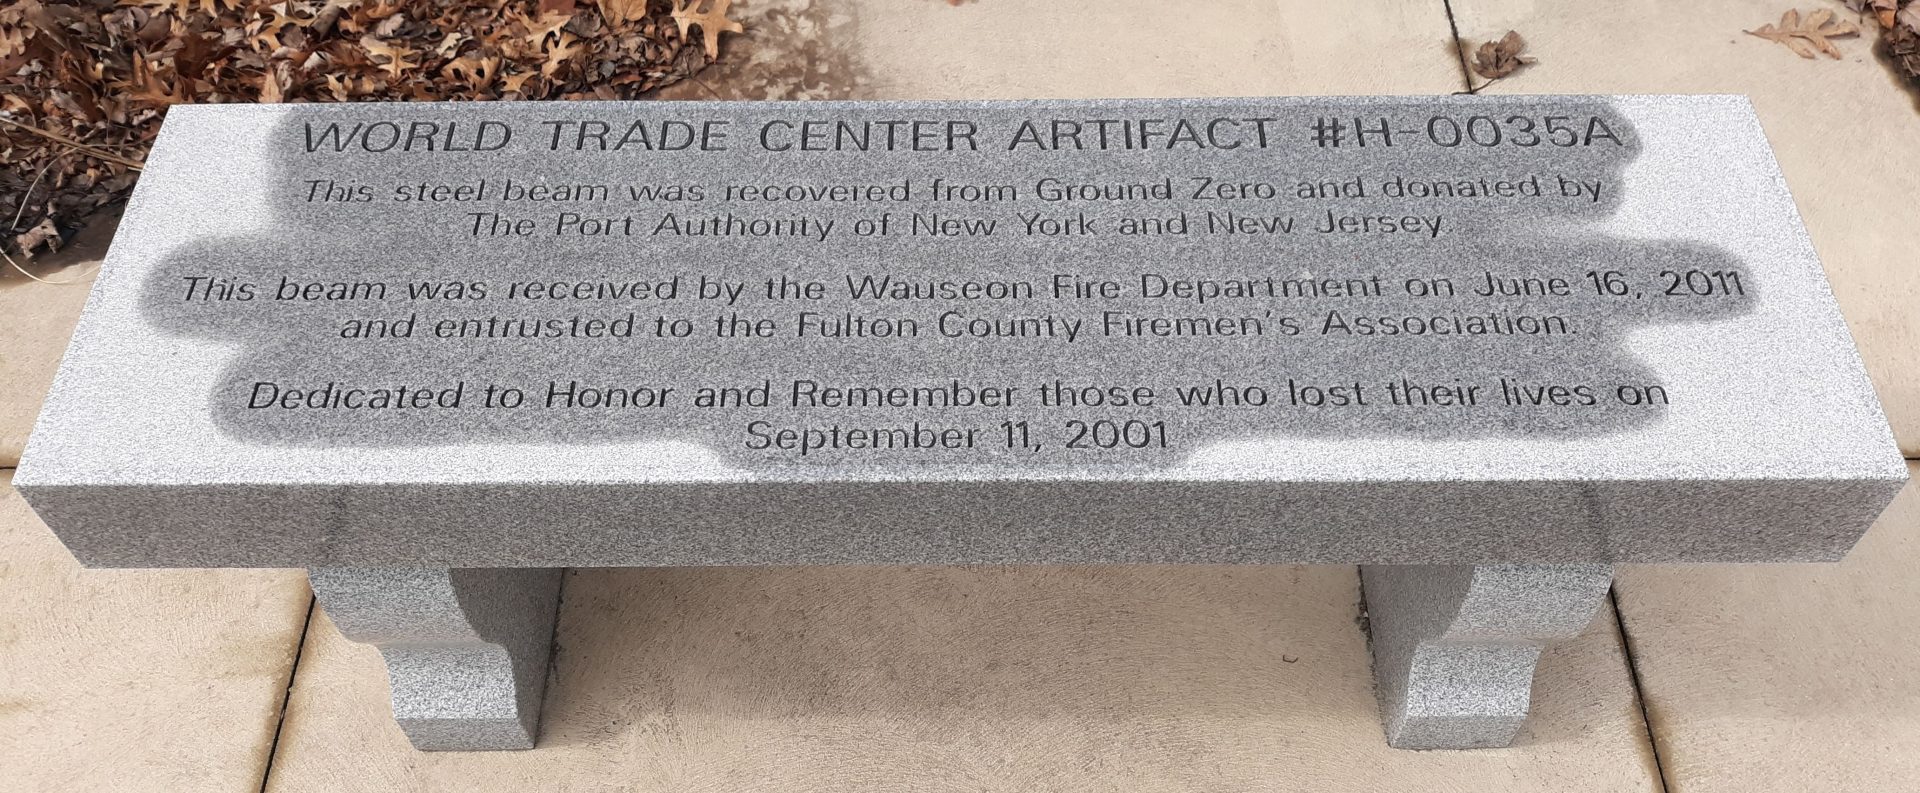 WORLD TRADE CENTER ARTIFACT #H-0035A
This steel beam was recovered from Ground Zero and donated by
The Port Authority of New York and New Jersey.
This beam was received by the Wauseon Fire Department on June 16, 2011
and entrusted to the Fulton County Firemen's Association.
Dedicated to Honor and Remember those who lost their lives on
September 11, 2001